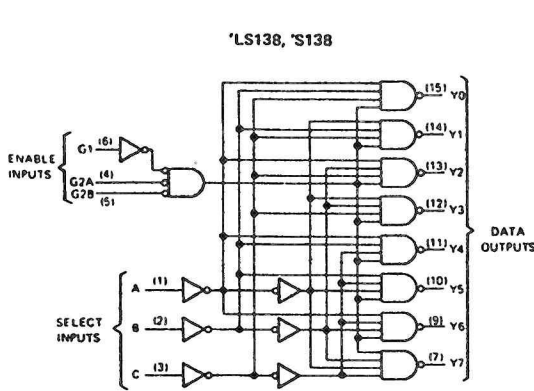 'LS138, 'S138
ENABLE
INPUTS
G1 (6)
G2A (4)
G2B (5)
SELECT
INPUTS
A (1)
B (2)
C (3)
(15) Y0
(14) Y1
(13) Y2
(12) Y3
(11) Y4
(10) Y5
(9) Y6
(7) Y7
DATA
OUTPUTS